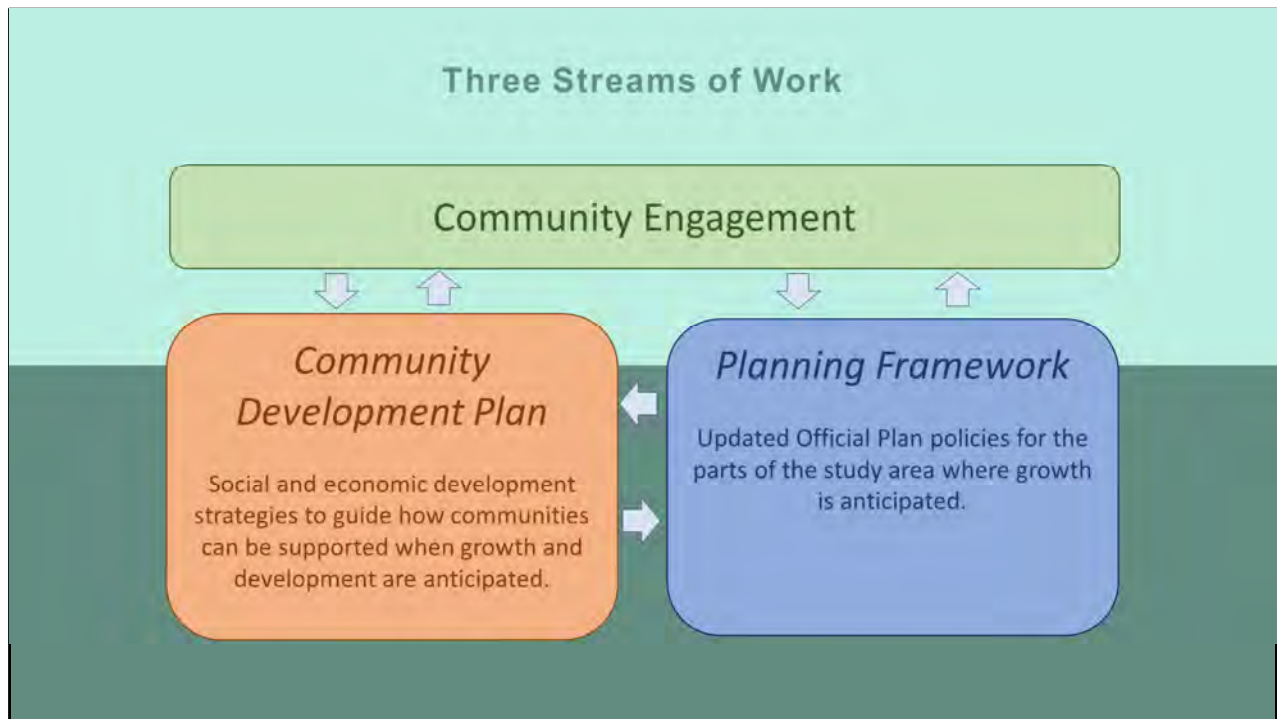 Three Streams of Work
Community Engagement
Community
Development Plan
Social and economic development
strategies to guide how communities
can be supported when growth and
development are anticipated.
Planning Framework
Updated Official Plan policies for the
parts of the study area where growth
is anticipated.